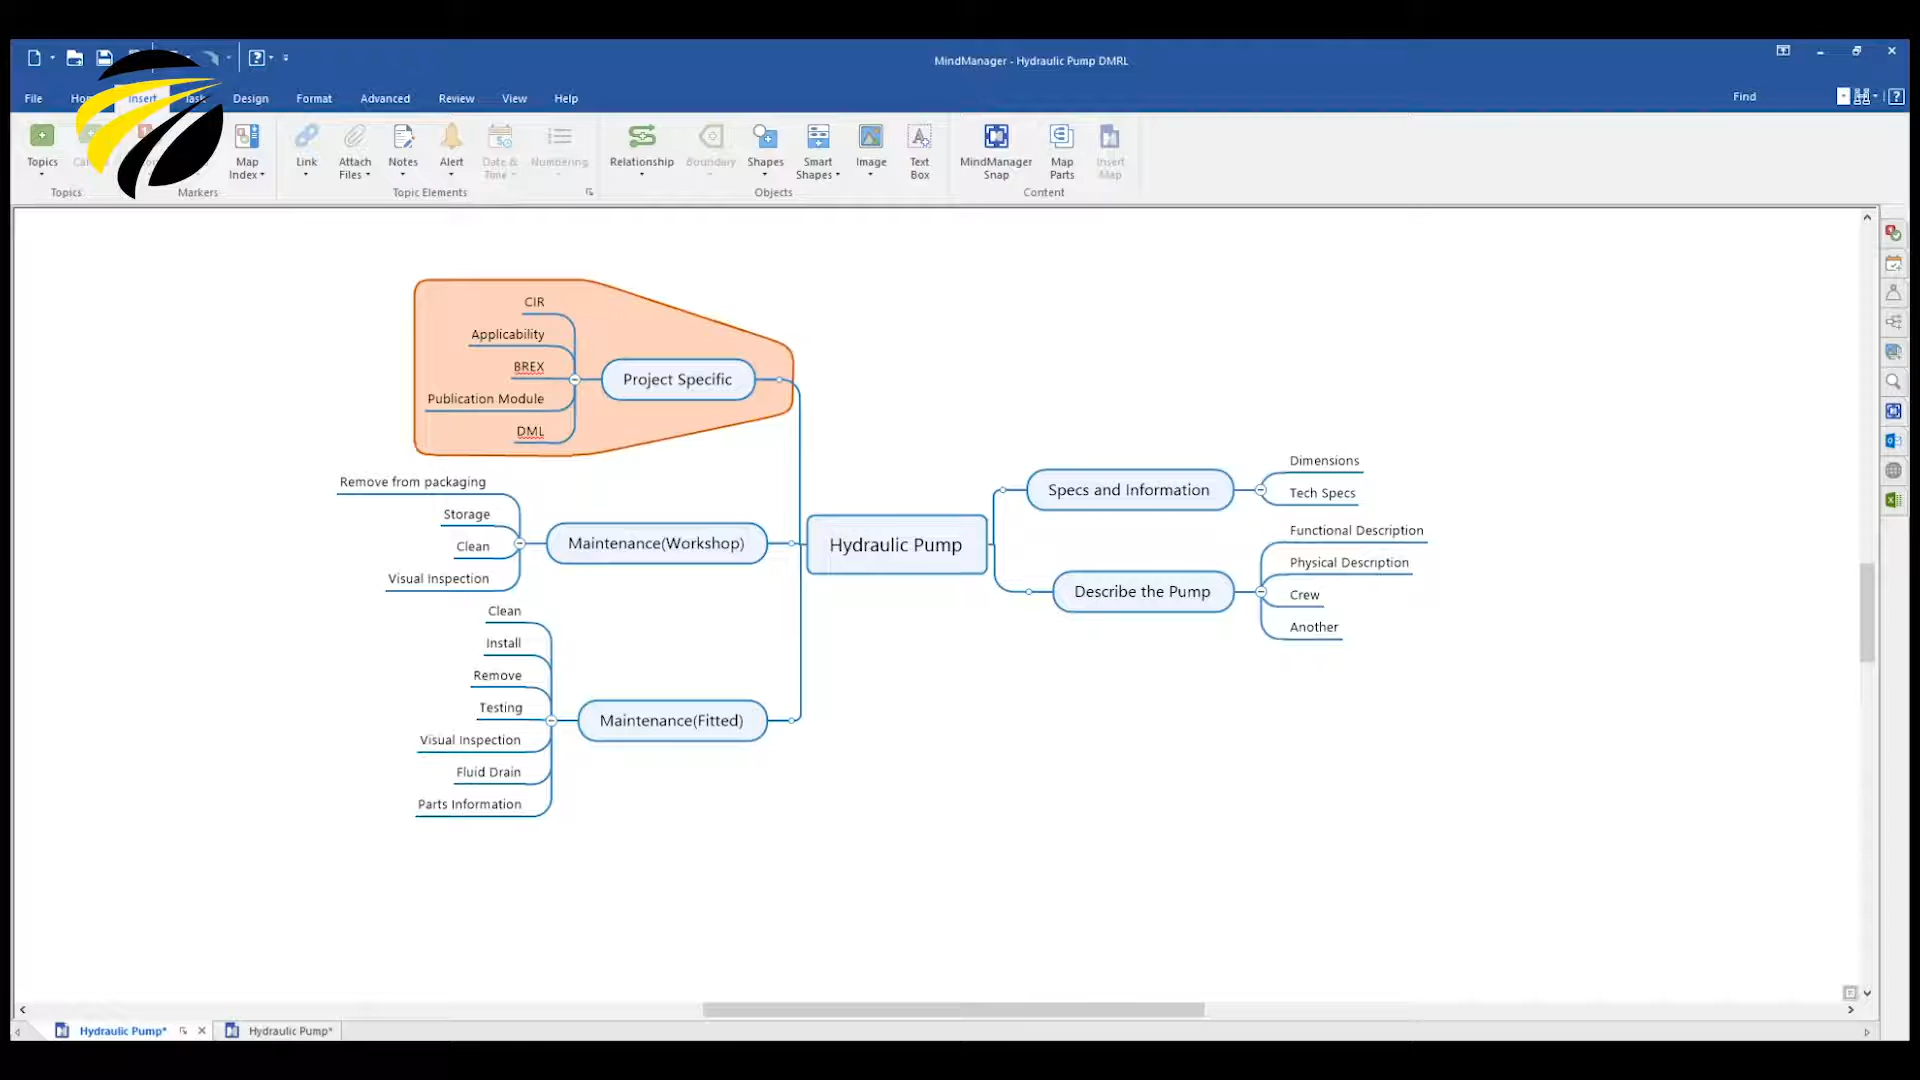 MindManager - Hydraulic Pump DMRL
File
Insert
Task
Design
Format
Advanced
Review
View
Help
Find
Topics
Map
Index
Link
Attach
Files
Notes
Alert
Date &
Time
Numbering
Relationship
Boundary
Shapes
Smart
Shapes
Image
Text
Box
MindManager
Snap
Map
Parts
Insert
Map
Topics
Markers
Topic Elements
Objects
Content
CIR
Applicability
BREX
Publication Module
DML
Project Specific
Remove from packaging
Storage
Clean
Visual Inspection
Maintenance(Workshop)
Clean
Install
Remove
Testing
Visual Inspection
Fluid Drain
Parts Information
Maintenance(Fitted)
Hydraulic Pump
Specs and Information
Dimensions
Tech Specs
Describe the Pump
Functional Description
Physical Description
Crew
Another
Hydraulic Pump*
Hydraulic Pump*